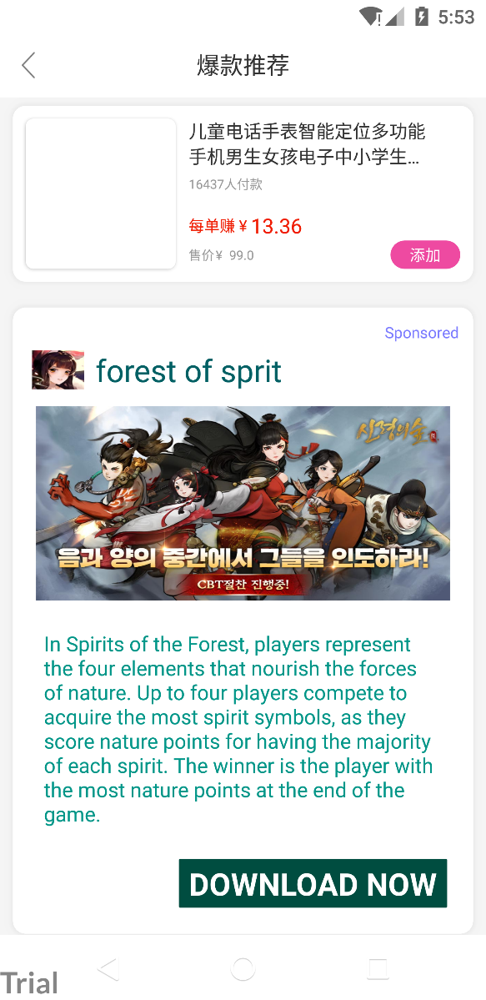 5:53
爆款推荐
儿童电话手表智能定位多功能
手机男生女孩电子中小学生...
16437人付款
每单赚¥13.36
售价¥ 99.0
添加
Sponsored
forest of sprit
신령의숲
음과 양의 중간에서 그들을 인도하라!
CBT절찬 진행중!
In Spirits of the Forest, players represent
the four elements that nourish the forces
of nature. Up to four players compete to
acquire the most spirit symbols, as they
score nature points for having the majority
of each spirit. The winner is the player with
the most nature points at the end of the
game.
DOWNLOAD NOW
Trial